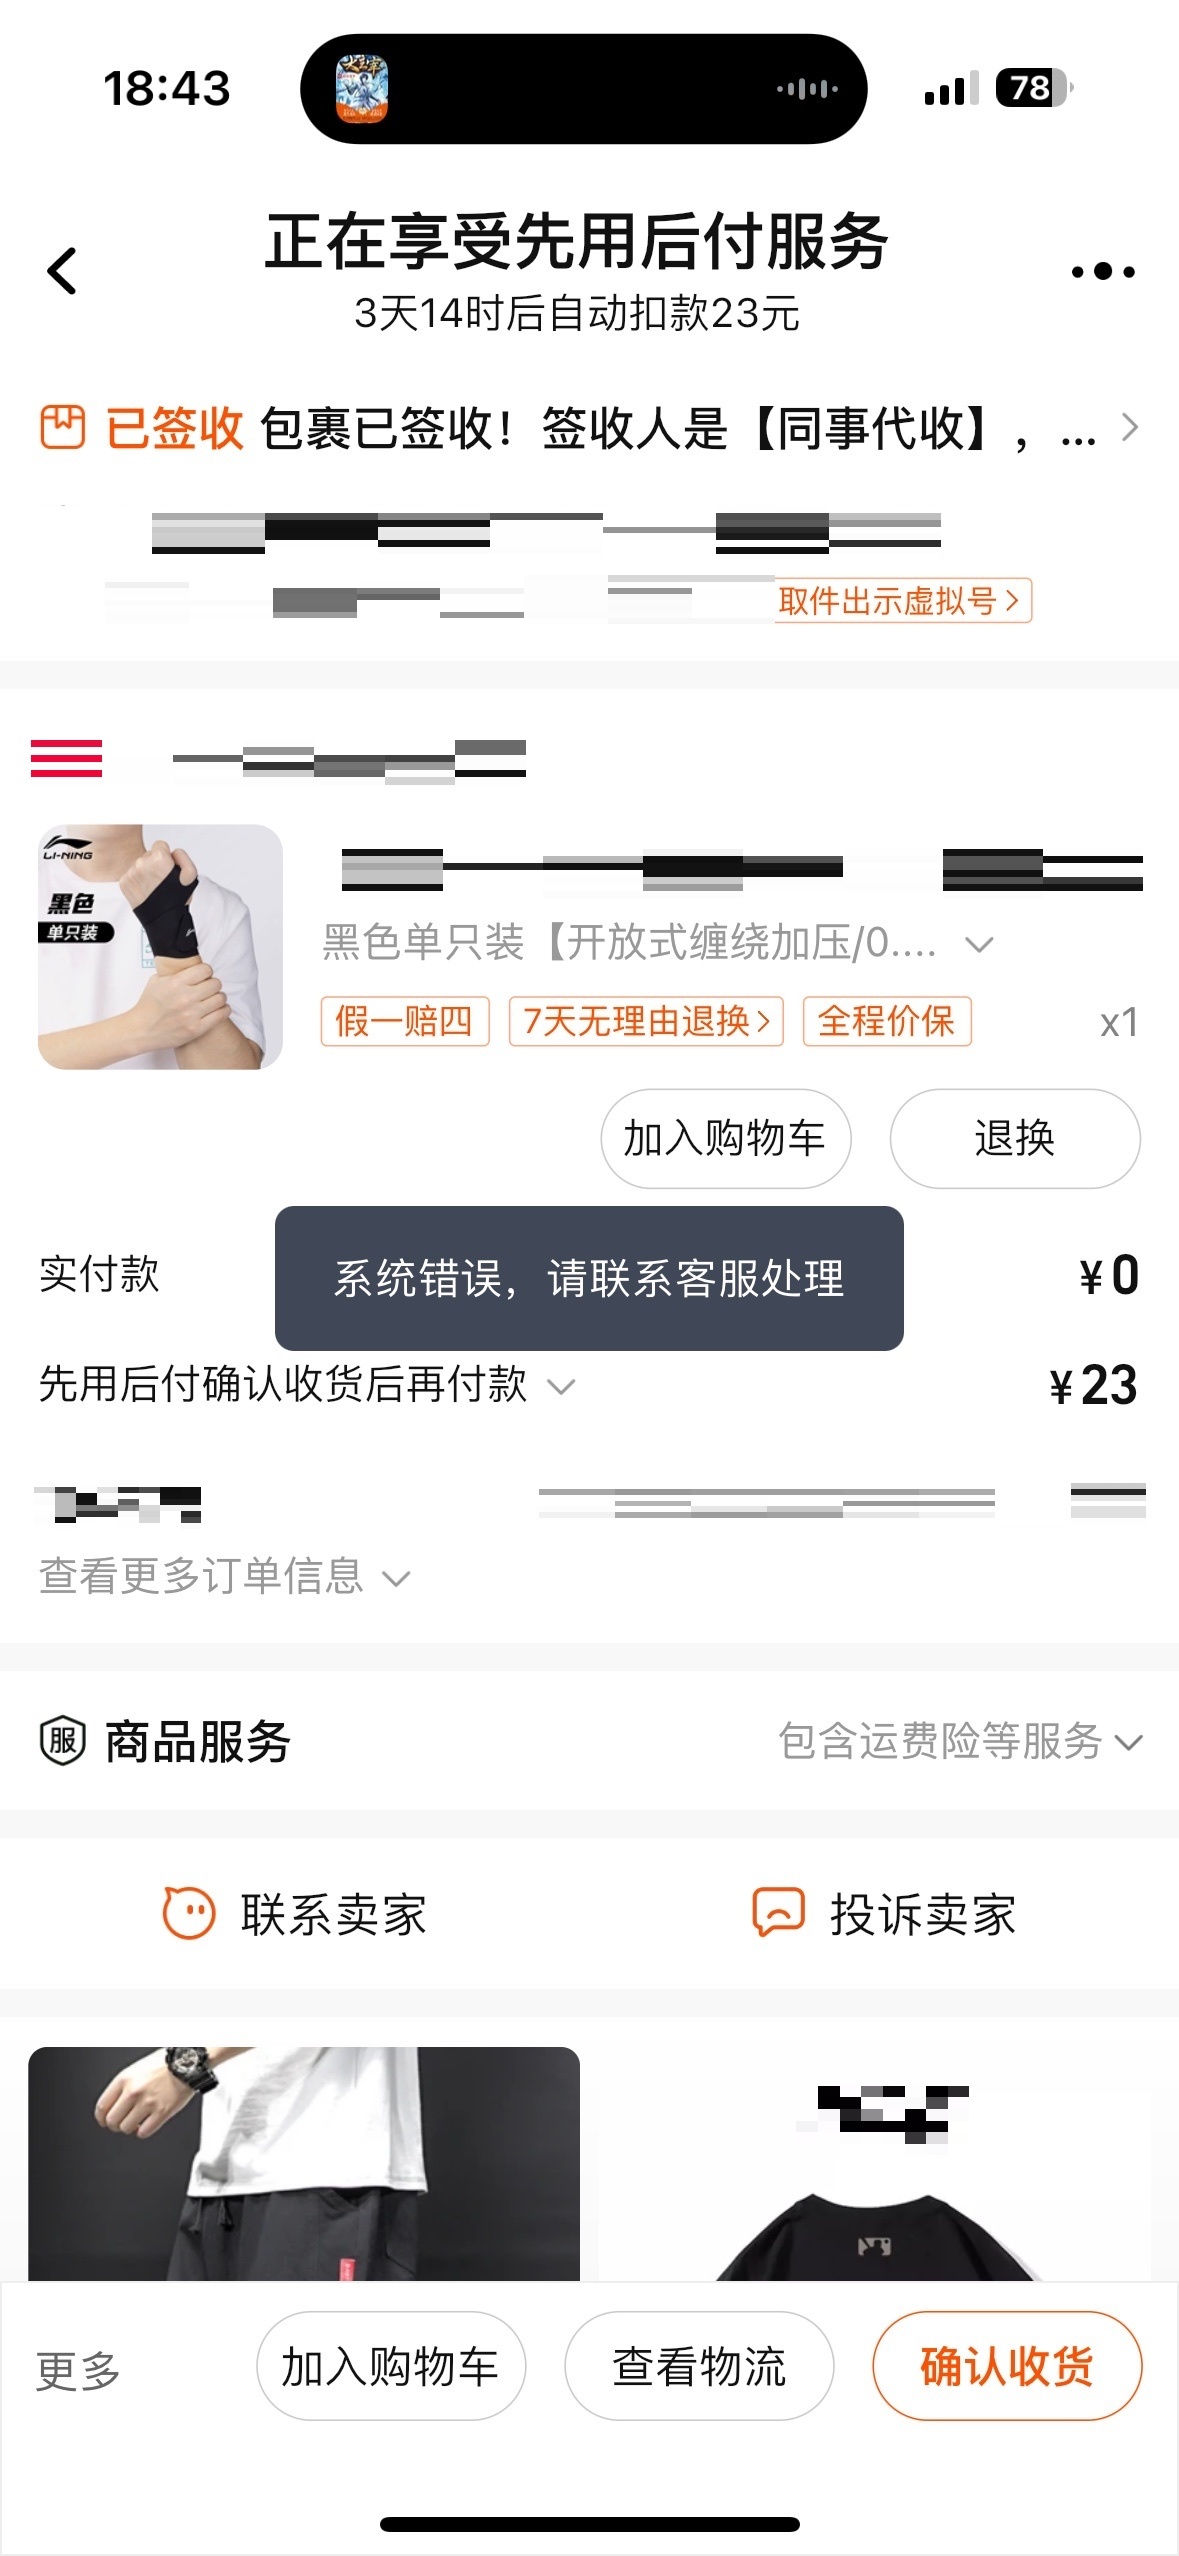 18:43
78
正在享受先用后付服务
3天14时后自动扣款23元
已签收 包裹已签收！签收人是【同事代收】，...
取件出示虚拟号
LI-NING
黑色
单只装
黑色单只装【开放式缠绕加压/0....
假一赔四 7天无理由退换 全程价保 x1
加入购物车 退换
实付款 ¥0
系统错误，请联系客服处理
先用后付确认收货后再付款 ¥23
查看更多订单信息
服 商品服务 包含运费险等服务
联系卖家 投诉卖家
更多 加入购物车 查看物流 确认收货